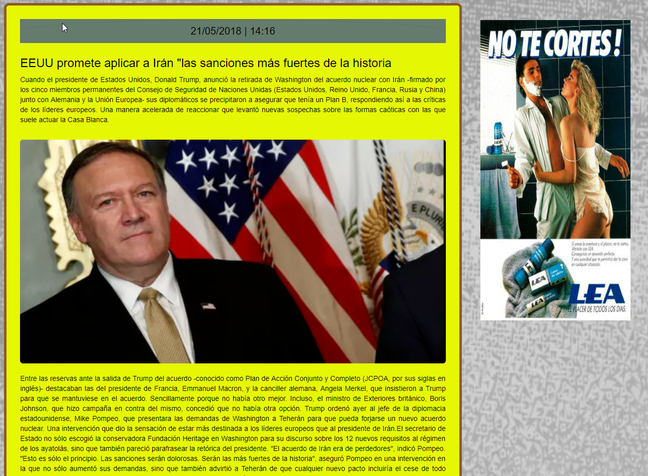 21/05/2018 | 14:16
EEUU promete aplicar a Irán "las sanciones más fuertes de la historia
Cuando el presidente de Estados Unidos, Donald Trump, anunció la retirada de Washington del acuerdo nuclear con Irán -firmado por
los cinco miembros permanentes del Consejo de Seguridad de Naciones Unidas (Estados Unidos, Reino Unido, Francia, Rusia y China)
junto con Alemania y la Unión Europea- sus diplomáticos se precipitaron a asegurar que tenía un Plan B, respondiendo así a las críticas
de los líderes europeos. Una manera acelerada de reaccionar que levantó nuevas sospechas sobre las formas caóticas con las que
suele actuar la Casa Blanca.
E PLURIB
Entre las reservas ante la salida de Trump del acuerdo -conocido como Plan de Acción Conjunto y Completo (JCPOA, por sus siglas en
inglés)- destacaban las del presidente de Francia, Emmanuel Macron, y la canciller alemana, Angela Merkel, que insistieron a Trump
para que se mantuviese en el acuerdo. Sencillamente porque no había otro mejor. Incluso, el ministro de Exteriores británico, Boris
Johnson, que hizo campaña en contra del mismo, concedió que no había otra opción. Trump ordenó ayer al jefe de la diplomacia
estadounidense, Mike Pompeo, que presentara las demandas de Washington a Teherán para que pueda forjarse un nuevo acuerdo
nuclear. Una intervención que dio la sensación de estar más destinada a los líderes europeos que al presidente de Irán.El secretario de
Estado no sólo escogió la conservadora Fundación Heritage en Washington para su discurso sobre los 12 nuevos requisitos al régimen
de los ayatolás, sino que también pareció parafrasear la retórica del presidente. "El acuerdo de Irán era de perdedores", indicó Pompeo.
"Esto es sólo el principio. Las sanciones serán dolorosas. Serán las más fuertes de la historia", aseguró Pompeo en una intervención en
la que no sólo aumentó sus demandas, sino que también advirtió a Teherán de que cualquier nuevo pacto incluiría el cese de todo
NO TE CORTES!
LEA
EL PLACER DE TODOS LOS DIAS.